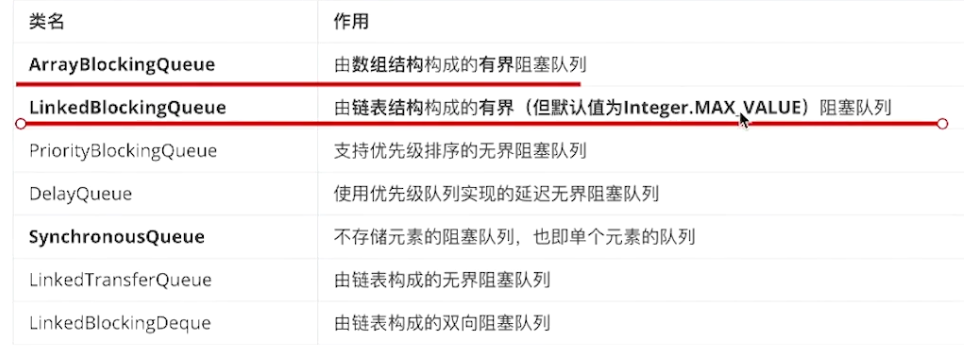 类名 作用
ArrayBlockingQueue 由数组结构构成的有界阻塞队列
LinkedBlockingQueue 由链表结构构成的有界（但默认值为Integer.MAX_VALUE）阻塞队列
PriorityBlockingQueue 支持优先级排序的无界阻塞队列
DelayQueue 使用优先级队列实现的延迟无界阻塞队列
SynchronousQueue 不存储元素的阻塞队列，也即单个元素的队列
LinkedTransferQueue 由链表构成的无界阻塞队列
LinkedBlockingDeque 由链表构成的双向阻塞队列